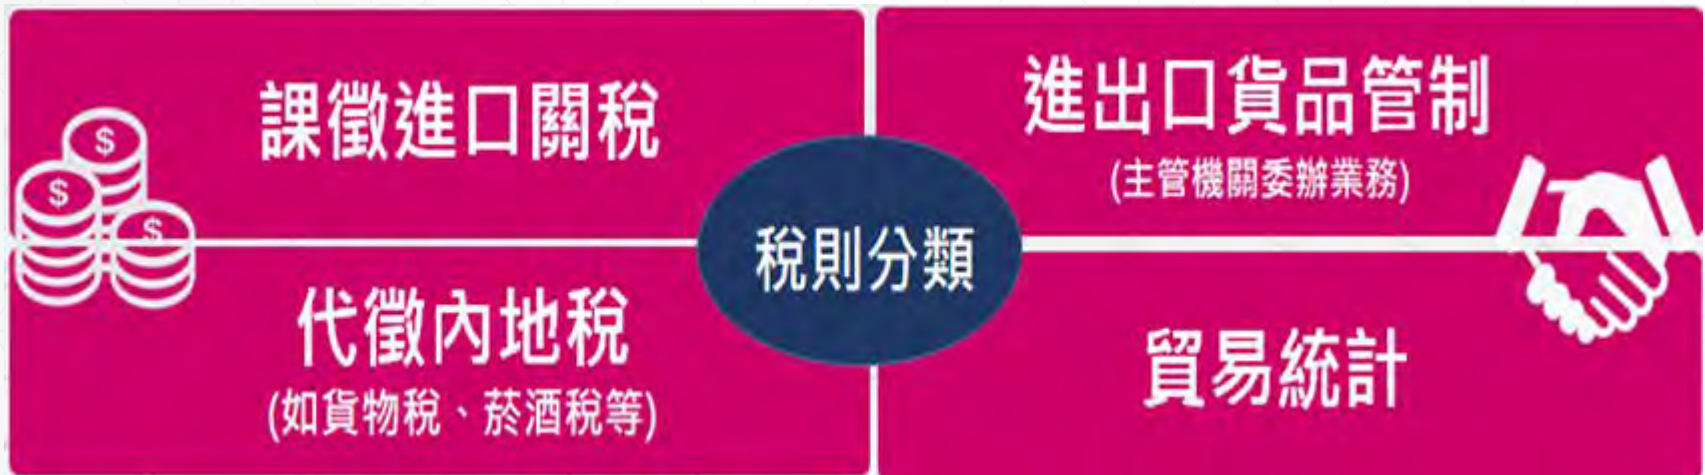 課徵進口關稅
進出口貨品管制
(主管機關委辦業務)
稅則分類
代徵內地稅
(如貨物稅、菸酒稅等)
貿易統計
$
$
$